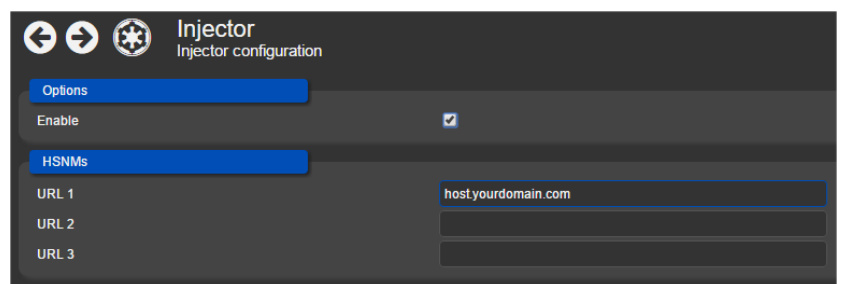 Injector
Injector configuration
Options
Enable
HSNMs
URL 1 host.yourdomain.com
URL 2
URL 3